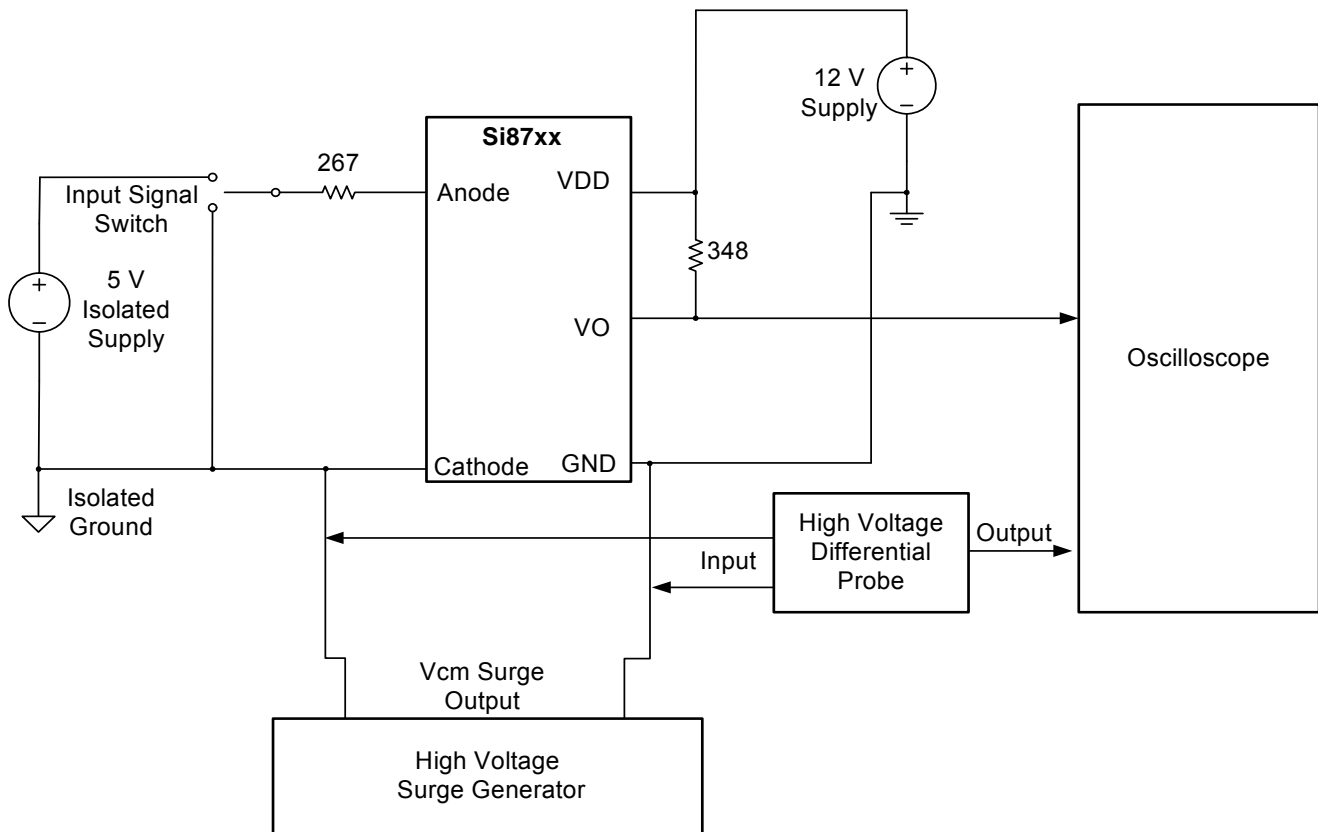 12 V
Supply
Si87xx
267
Input Signal
Switch
Anode
VDD
+
−
348
5 V
Isolated
Supply
+
−
VO
Oscilloscope
Cathode
GND
Isolated
Ground
High Voltage
Differential
Probe
Output
Input
Vcm Surge
Output
High Voltage
Surge Generator